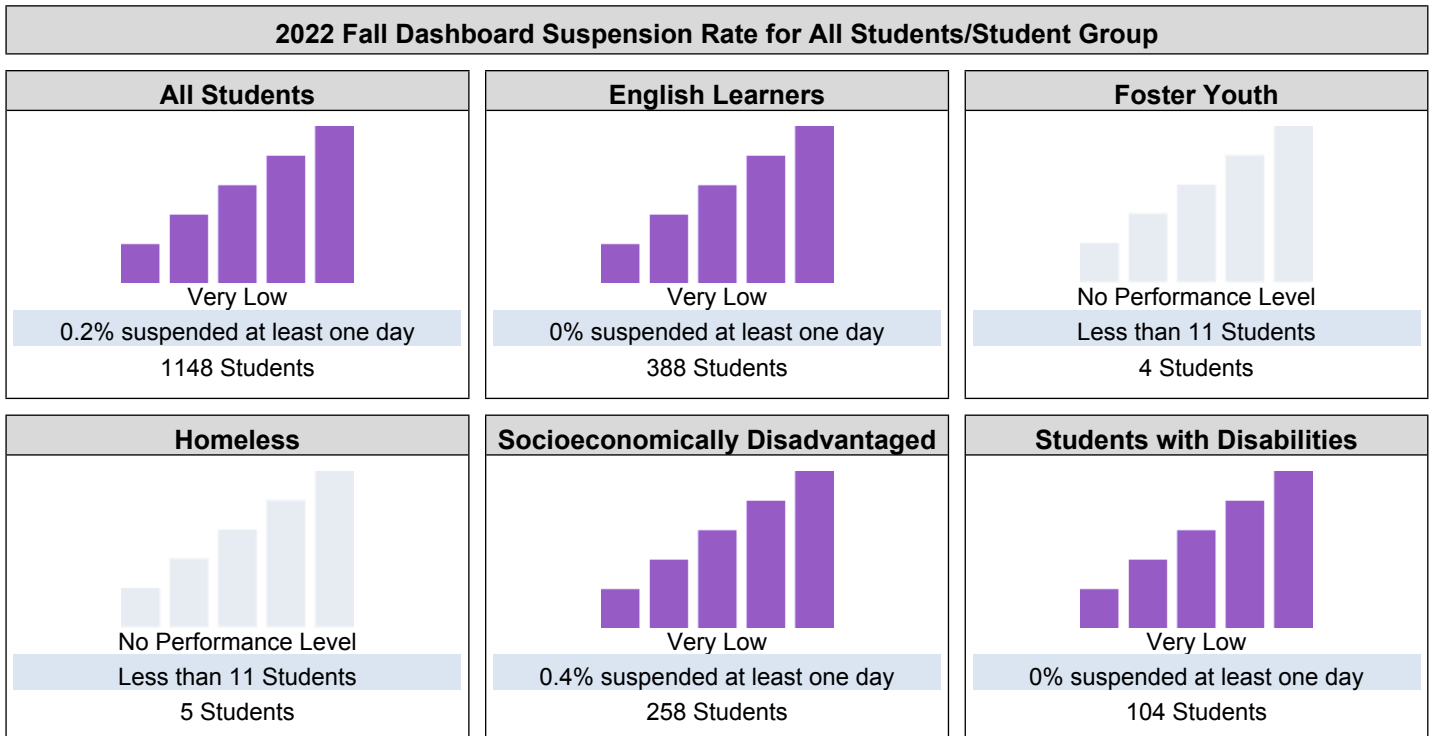 2022 Fall Dashboard Suspension Rate for All Students/Student Group
All Students
Very Low
0.2% suspended at least one day
1148 Students
English Learners
Very Low
0% suspended at least one day
388 Students
Foster Youth
No Performance Level
Less than 11 Students
4 Students
Homeless
No Performance Level
Less than 11 Students
5 Students
Socioeconomically Disadvantaged
Very Low
0.4% suspended at least one day
258 Students
Students with Disabilities
Very Low
0% suspended at least one day
104 Students